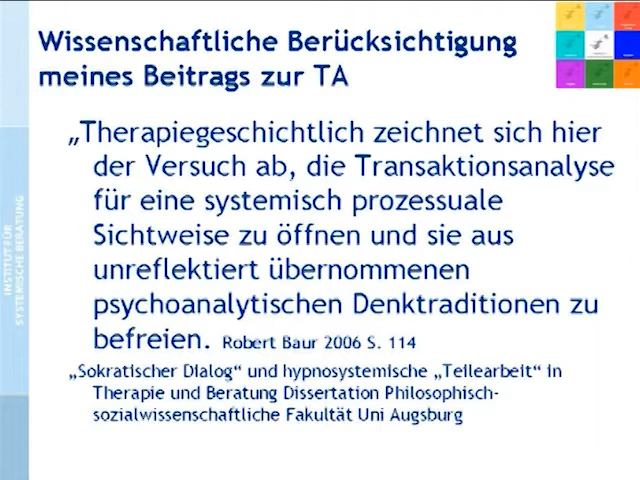 Wissenschaftliche Berücksichtigung
meines Beitrags zur TA
„Therapiegeschichtlich zeichnet sich hier
der Versuch ab, die Transaktionsanalyse
für eine systemisch prozessuale
Sichtweise zu öffnen und sie aus
unreflektiert übernommenen
psychoanalytischen Denktraditionen zu
befreien. Robert Baur 2006 S. 114
„Sokratischer Dialog“ und hypnosystemische „Teilearbeit“ in
Therapie und Beratung Dissertation Philosophisch-
sozialwissenschaftliche Fakultät Uni Augsburg
INSTITUT FÜR
SYSTEMISCHE BERATUNG